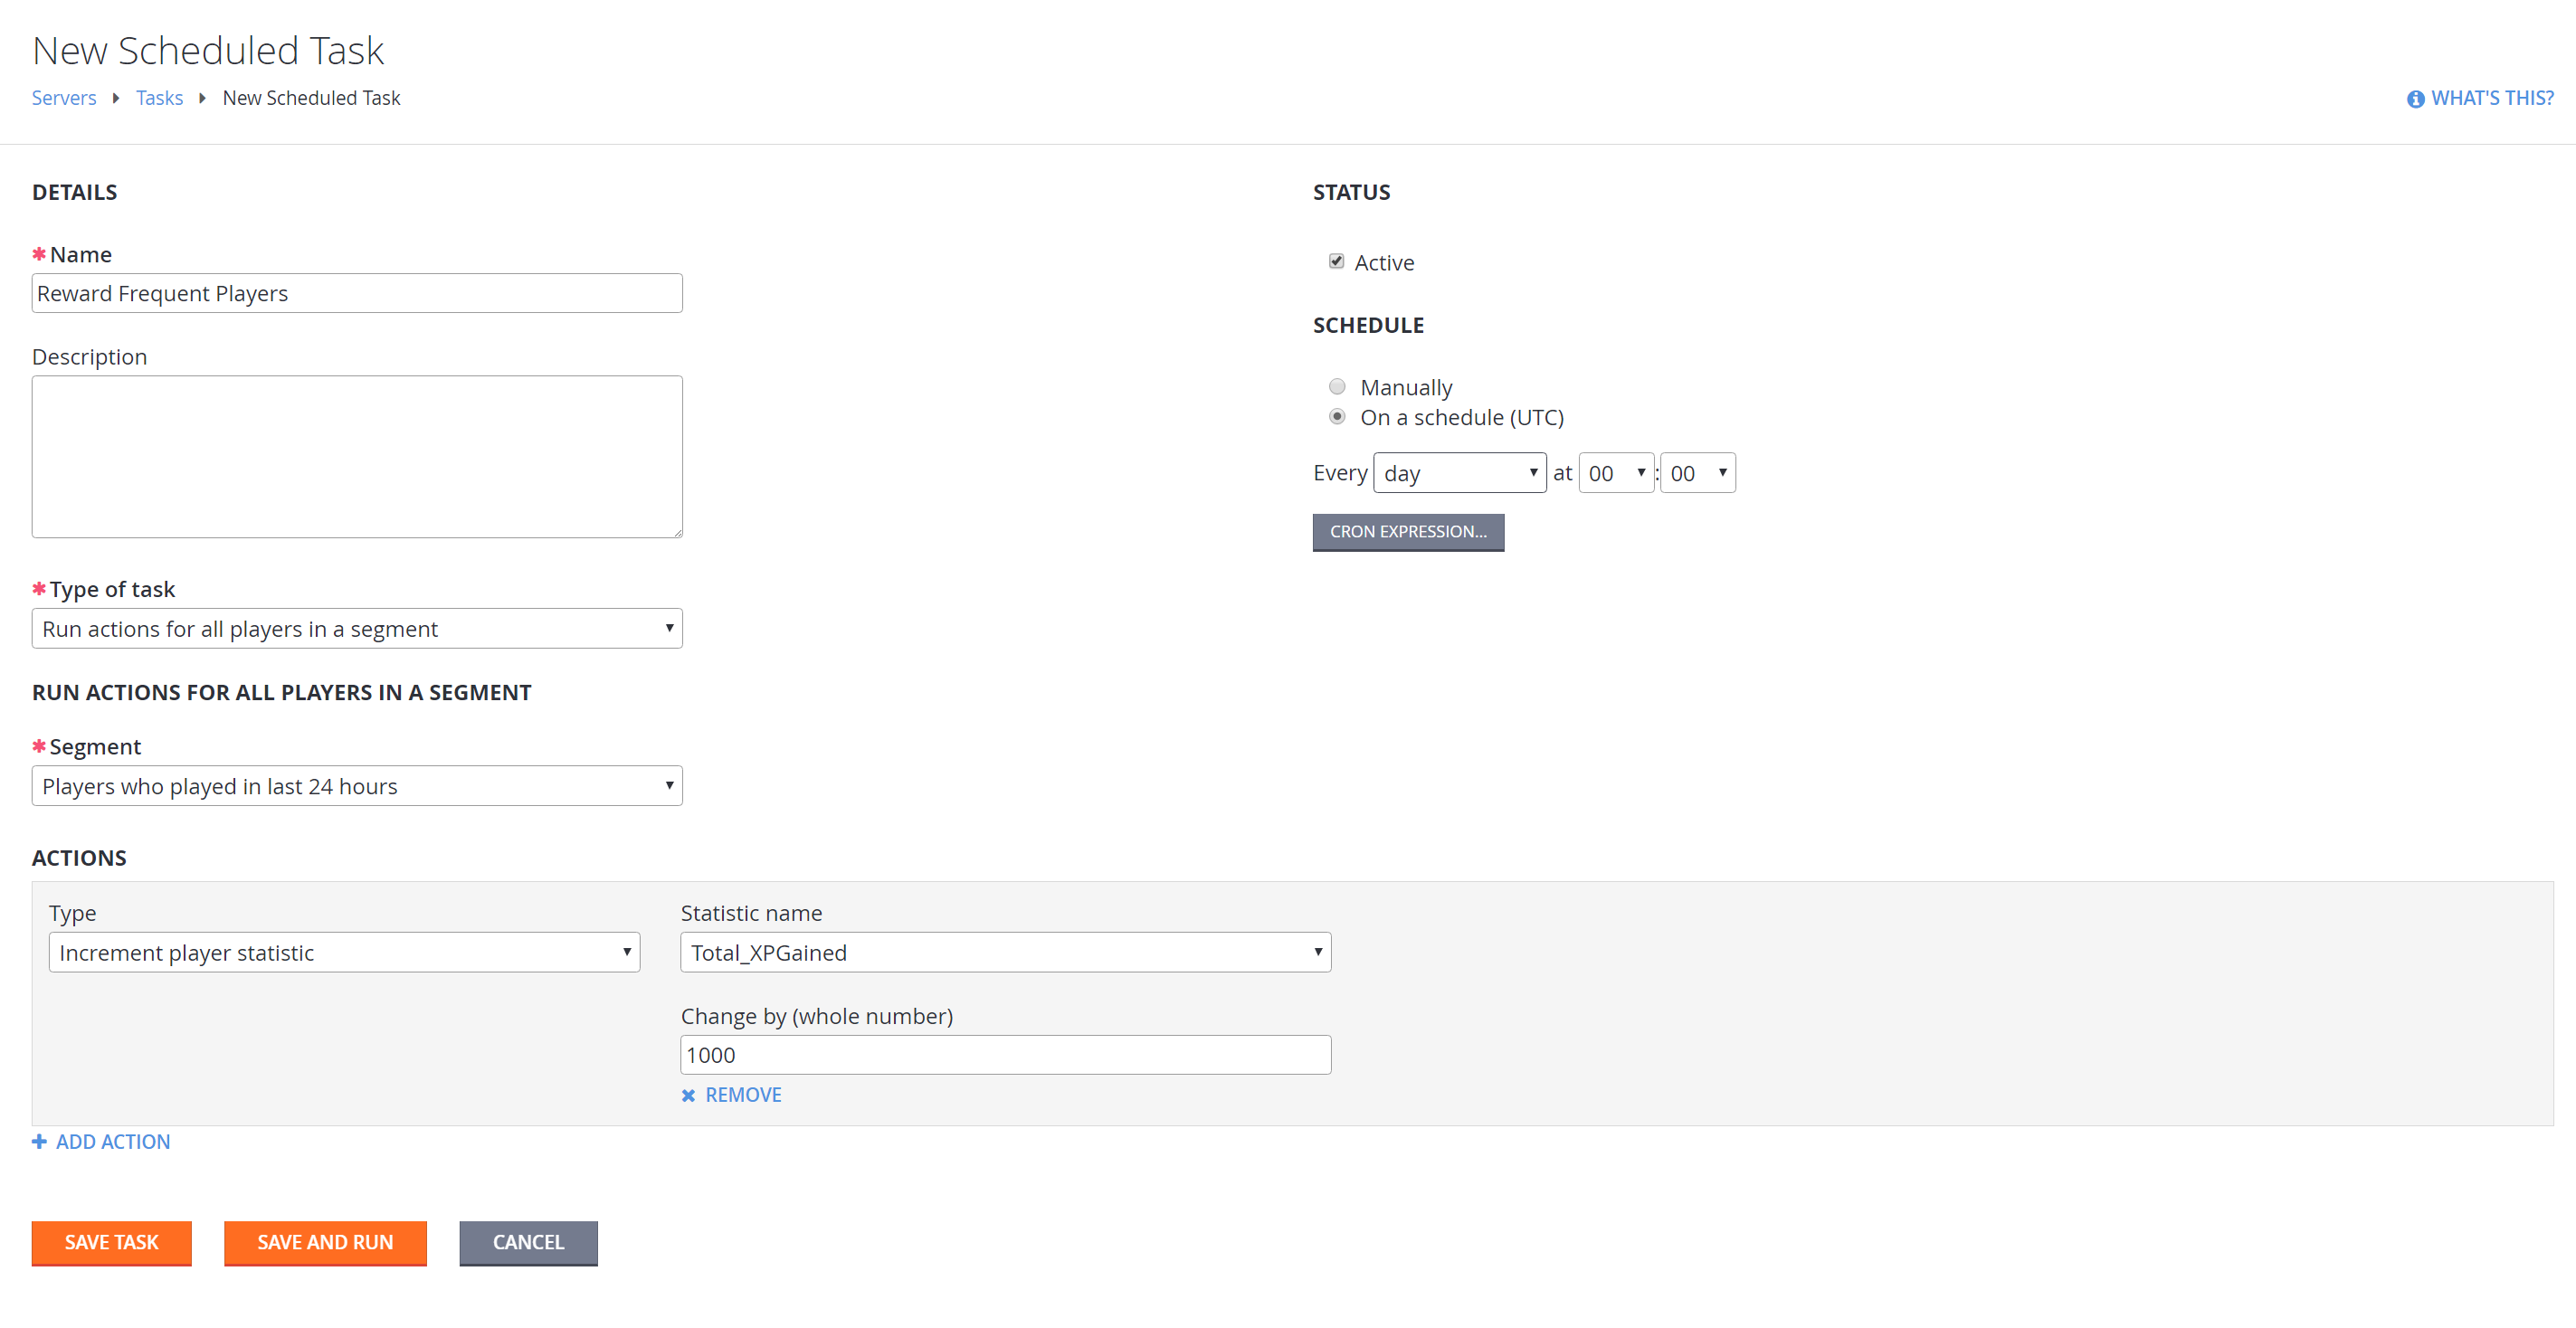 New Scheduled Task
Servers Tasks New Scheduled Task
WHAT'S THIS?
DETAILS
*Name
Reward Frequent Players
Description
*Type of task
Run actions for all players in a segment
RUN ACTIONS FOR ALL PLAYERS IN A SEGMENT
*Segment
Players who played in last 24 hours
STATUS
Active
SCHEDULE
Manually
On a schedule (UTC)
Every day at 00 : 00
CRON EXPRESSION...
ACTIONS
Type
Increment player statistic
Statistic name
Total_XPGained
Change by (whole number)
1000
REMOVE
ADD ACTION
SAVE TASK SAVE AND RUN CANCEL